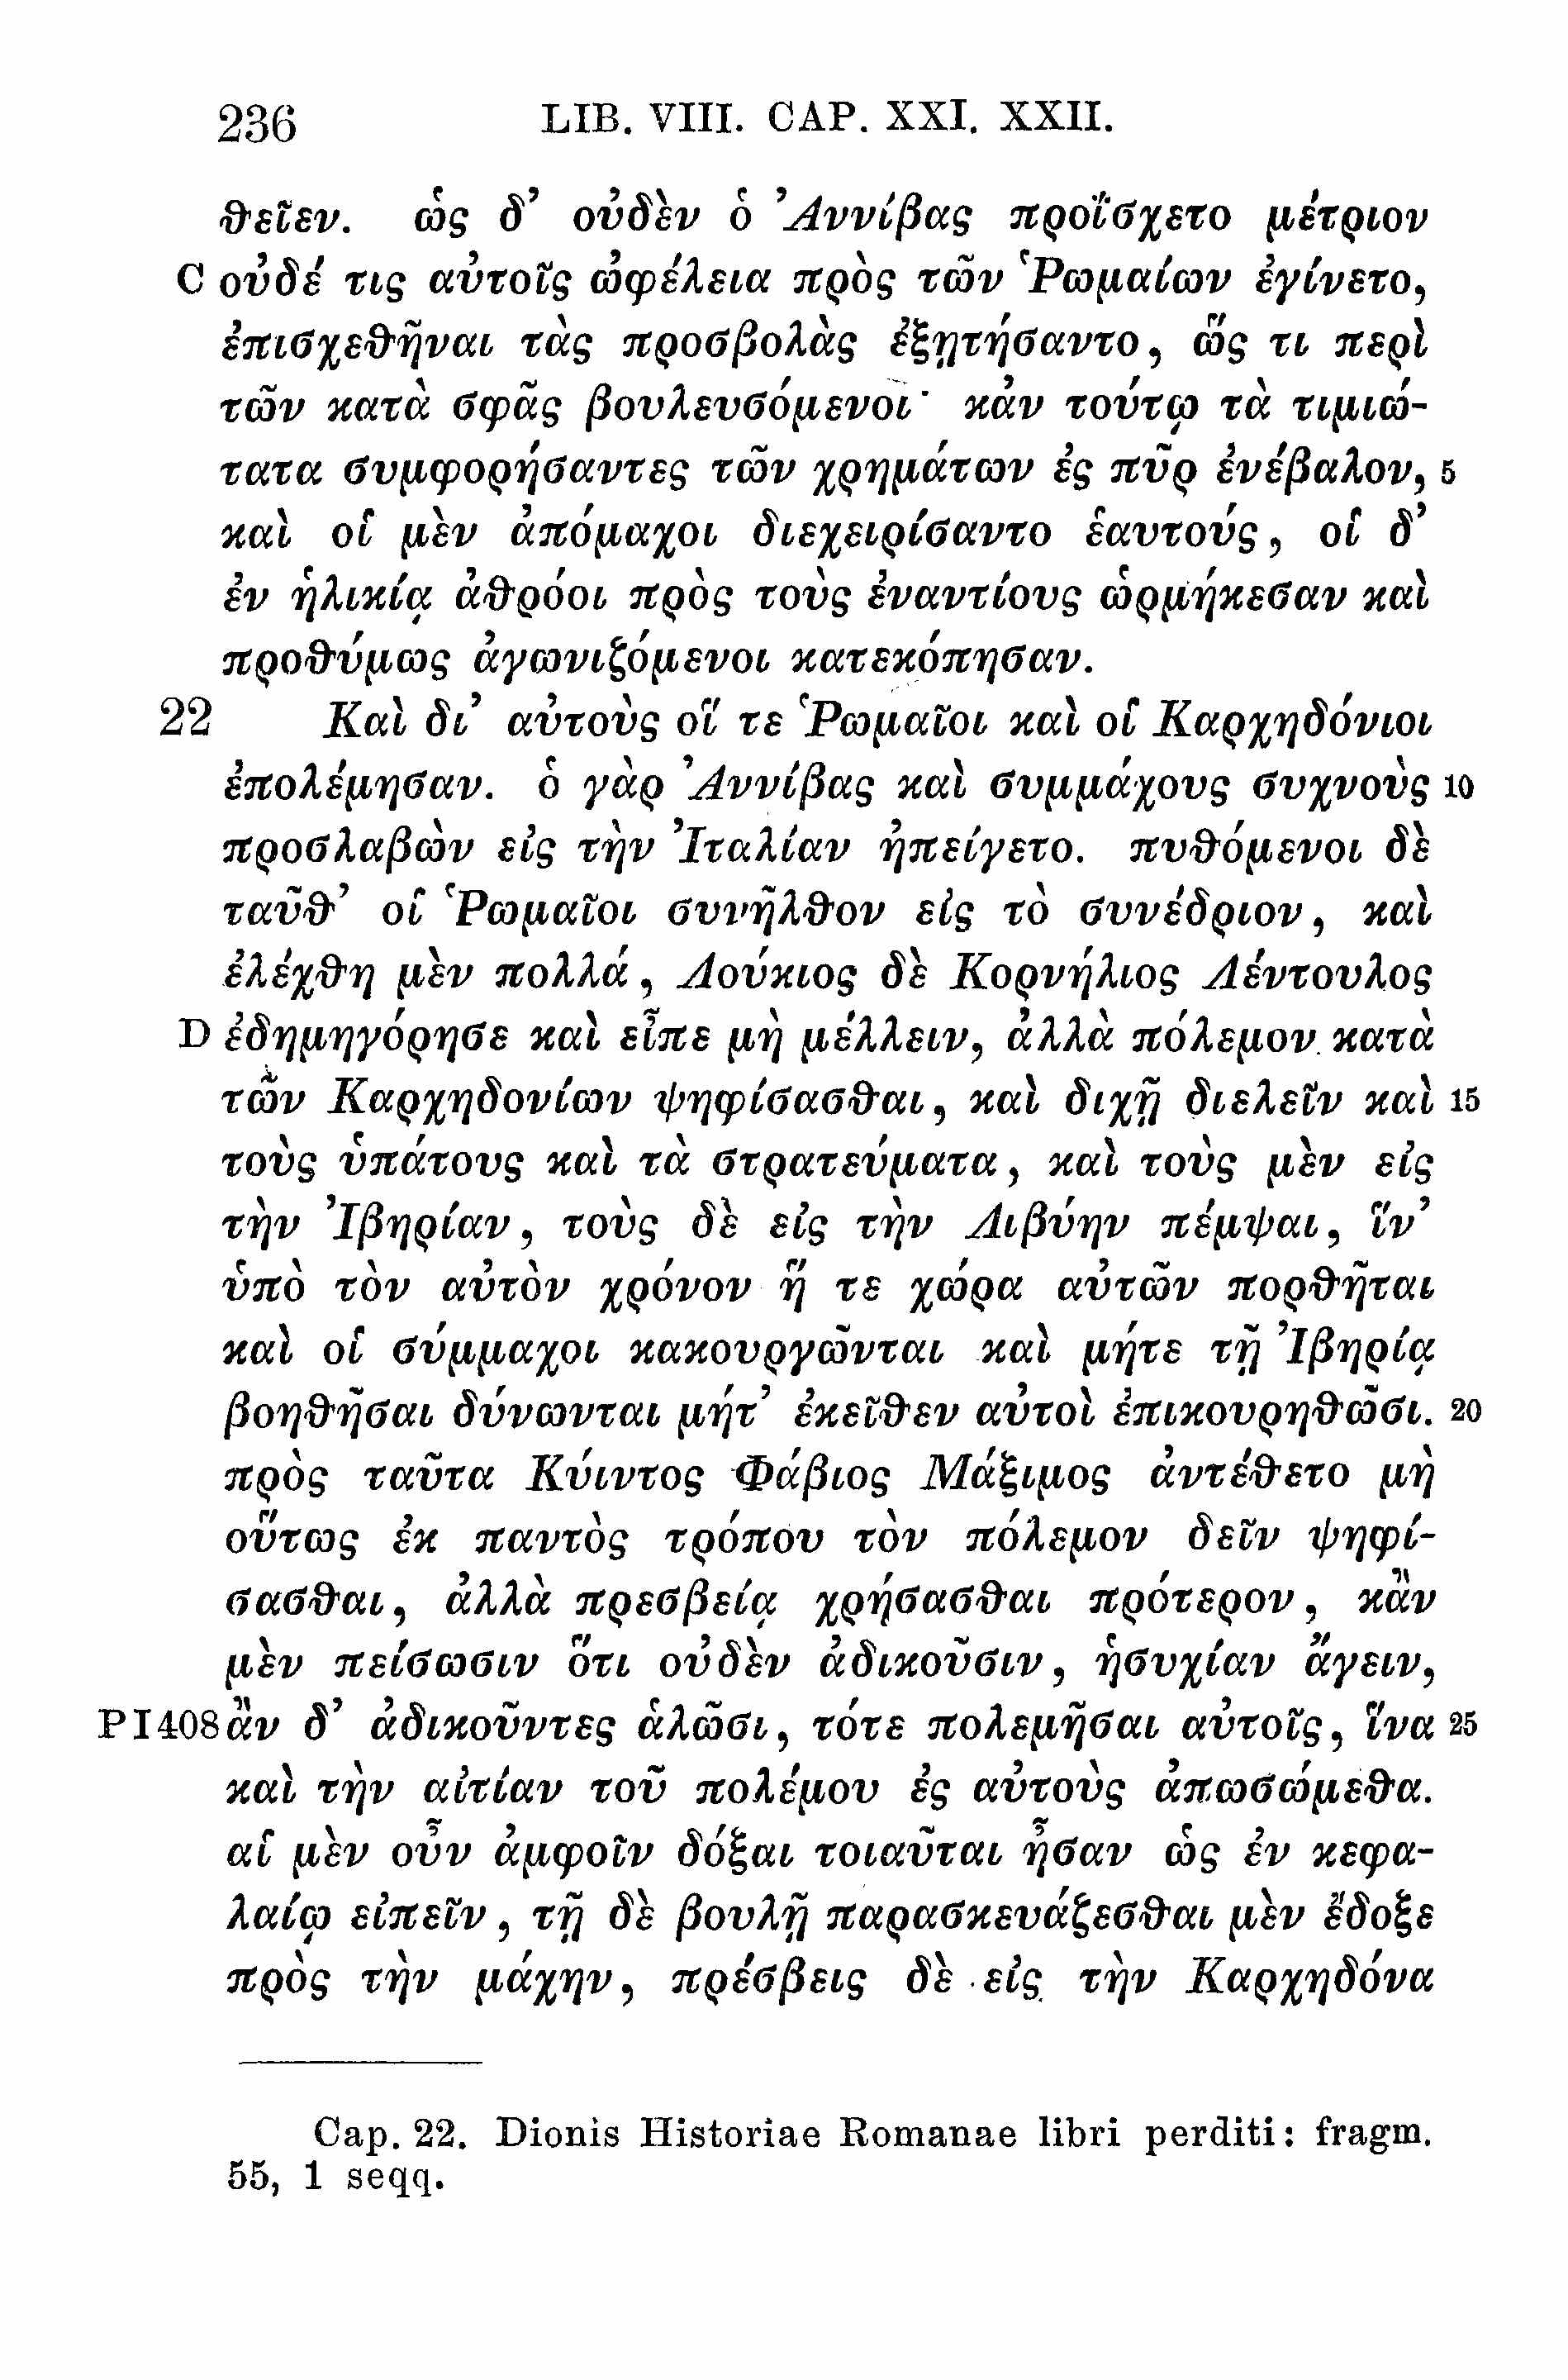 236 LIB. VIII. CAP. XXI. XXII.
θεῖεν. ὡς δ’ οὐδὲν ὁ Ἀννίβας προΐσχετο μέτριον
C οὐδέ τις αὐτοῖς ὠφέλεια πρὸς τῶν Ῥωμαίων ἐγίνετο,
ἐπισχεθῆναι τὰς προσβολὰς ἐξῃτήσαντο, ὥς τι περὶ
τῶν κατὰ σφᾶς βουλευσόμενοι· κἀν τούτῳ τὰ τιμιώ-
τατα συμφορήσαντες τῶν χρημάτων ἐς πῦρ ἐνέβαλον, 5
καὶ οἱ μὲν ἀπόμαχοι διεχειρίσαντο ἑαυτούς, οἱ δ’
ἐν ἡλικίᾳ ἀθρόοι πρὸς τοὺς ἐναντίους ὡρμήκεσαν καὶ
προθύμως ἀγωνιζόμενοι κατεκόπησαν.
22 Καὶ δι’ αὐτοὺς οἵ τε Ῥωμαῖοι καὶ οἱ Καρχηδόνιοι
ἐπολέμησαν. ὁ γὰρ Ἀννίβας καὶ συμμάχους συχνοὺς 10
προσλαβὼν εἰς τὴν Ἰταλίαν ἠπείγετο. πυθόμενοι δὲ
ταῦθ’ οἱ Ῥωμαῖοι συνῆλθον εἰς τὸ συνέδριον, καὶ
ἐλέχθη μὲν πολλά, Λούκιος δὲ Κορνήλιος Λέντουλος
D ἐδημηγόρησε καὶ εἶπε μὴ μέλλειν, ἀλλὰ πόλεμον κατὰ
τῶν Καρχηδονίων ψηφίσασθαι, καὶ διχῇ διελεῖν καὶ 15
τοὺς ὑπάτους καὶ τὰ στρατεύματα, καὶ τοὺς μὲν εἰς
τὴν Ἰβηρίαν, τοὺς δὲ εἰς τὴν Λιβύην πέμψαι, ἵν’
ὑπὸ τὸν αὐτὸν χρόνον ἥ τε χώρα αὐτῶν πορθῆται
καὶ οἱ σύμμαχοι κακουργῶνται καὶ μήτε τῇ Ἰβηρίᾳ
βοηθῆσαι δύνωνται μήτ’ ἐκεῖθεν αὐτοὶ ἐπικουρηθῶσι. 20
πρὸς ταῦτα Κύιντος Φάβιος Μάξιμος ἀντέθετο μὴ
οὕτως ἐκ παντὸς τρόπου τὸν πόλεμον δεῖν ψηφί-
σασθαι, ἀλλὰ πρεσβείᾳ χρήσασθαι πρότερον, κἂν
μὲν πείσωσιν ὅτι οὐδὲν ἀδικοῦσιν, ἡσυχίαν ἄγειν,
PI408 ἂν δ’ ἀδικοῦντες ἁλῶσι, τότε πολεμῆσαι αὐτοῖς, ἵνα 25
καὶ τὴν αἰτίαν τοῦ πολέμου ἐς αὐτοὺς ἀπωσώμεθα.
αἱ μὲν οὖν ἀμφοῖν δόξαι τοιαῦται ἦσαν ὡς ἐν κεφα-
λαίῳ εἰπεῖν, τῇ δὲ βουλῇ παρασκευάζεσθαι μὲν ἔδοξε
πρὸς τὴν μάχην, πρέσβεις δὲ εἰς τὴν Καρχηδόνα
Cap. 22. Dionis Historiae Romanae libri perditi: fragm.
55, 1 seqq.